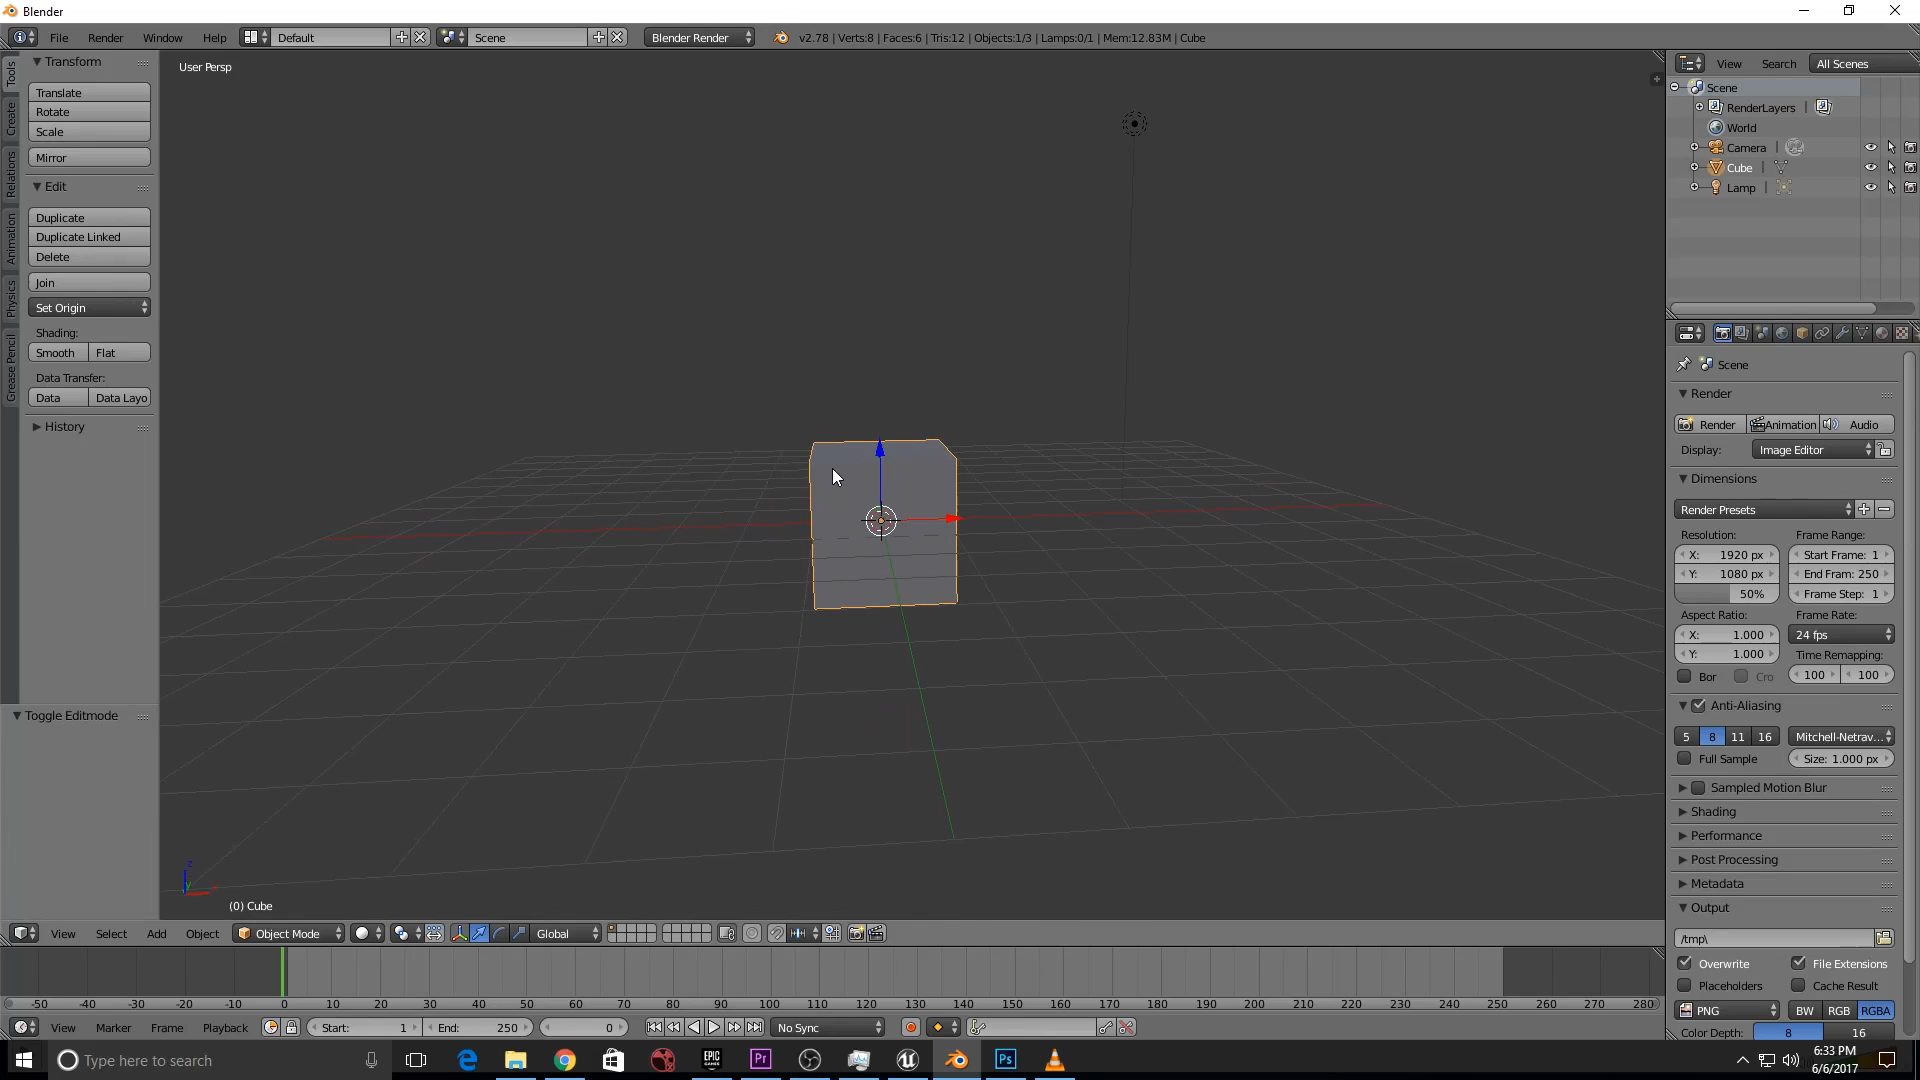 Blender
File Render Window Help Default Scene Blender Render v2.78 | Verts:8 | Faces:6 | Tris:12 | Objects:1/3 | Lamps:0/1 | Mem:12.83M | Cube
Tools
Create
Relations
Animation
Physics
Grease Pencil
Transform
Translate
Rotate
Scale
Mirror
Edit
Duplicate
Duplicate Linked
Delete
Join
Set Origin
Shading:
Smooth Flat
Data Transfer:
Data Data Layo
History
Toggle Editmode
User Persp
z
y
(0) Cube
View Select Add Object Object Mode Global
View Search All Scenes
Scene
RenderLayers |
World
Camera |
Cube |
Lamp |
Scene
Render
Render Animation Audio
Display: Image Editor
Dimensions
Render Presets
Resolution: Frame Range:
X: 1920 px Start Frame: 1
Y: 1080 px End Fram: 250
50% Frame Step: 1
Aspect Ratio: Frame Rate:
X: 1.000 24 fps
Y: 1.000 Time Remapping:
Bor Cro 100 100
Anti-Aliasing
5 8 11 16 Mitchell-Netrav...
Full Sample Size: 1.000 px
Sampled Motion Blur
Shading
Performance
Post Processing
Metadata
Output
/tmp\
Overwrite File Extensions
Placeholders Cache Result
PNG BW RGB RGBA
Color Depth: 8 16
-50 -40 -30 -20 -10 0 10 20 30 40 50 60 70 80 90 100 110 120 130 140 150 160 170 180 190 200 210 220 230 240 250 260 270 280
View Marker Frame Playback Start: 1 End: 250 0 No Sync
Type here to search
EPIC GAMES
Pr
Ps
6:33 PM
6/6/2017